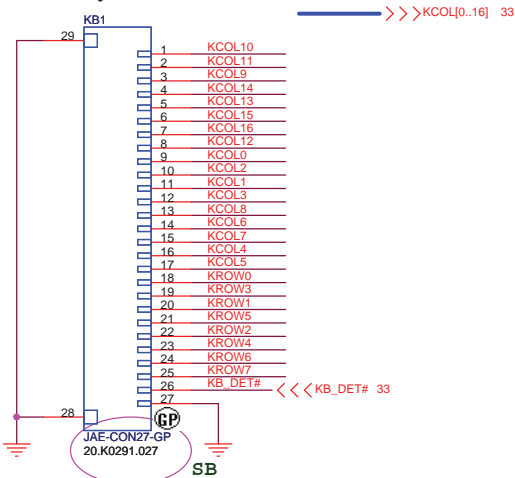 KCOL[0..16] 33
KB1
29
1 KCOL10
2 KCOL11
3 KCOL9
4 KCOL14
5 KCOL13
6 KCOL15
7 KCOL16
8 KCOL12
9 KCOL0
10 KCOL2
11 KCOL1
12 KCOL3
13 KCOL8
14 KCOL6
15 KCOL7
16 KCOL4
17 KCOL5
18 KROW0
19 KROW3
20 KROW1
21 KROW5
22 KROW2
23 KROW4
24 KROW6
25 KROW7
26 KB_DET# KB_DET# 33
27
28
GP
JAE-CON27-GP
20.K0291.027
SB